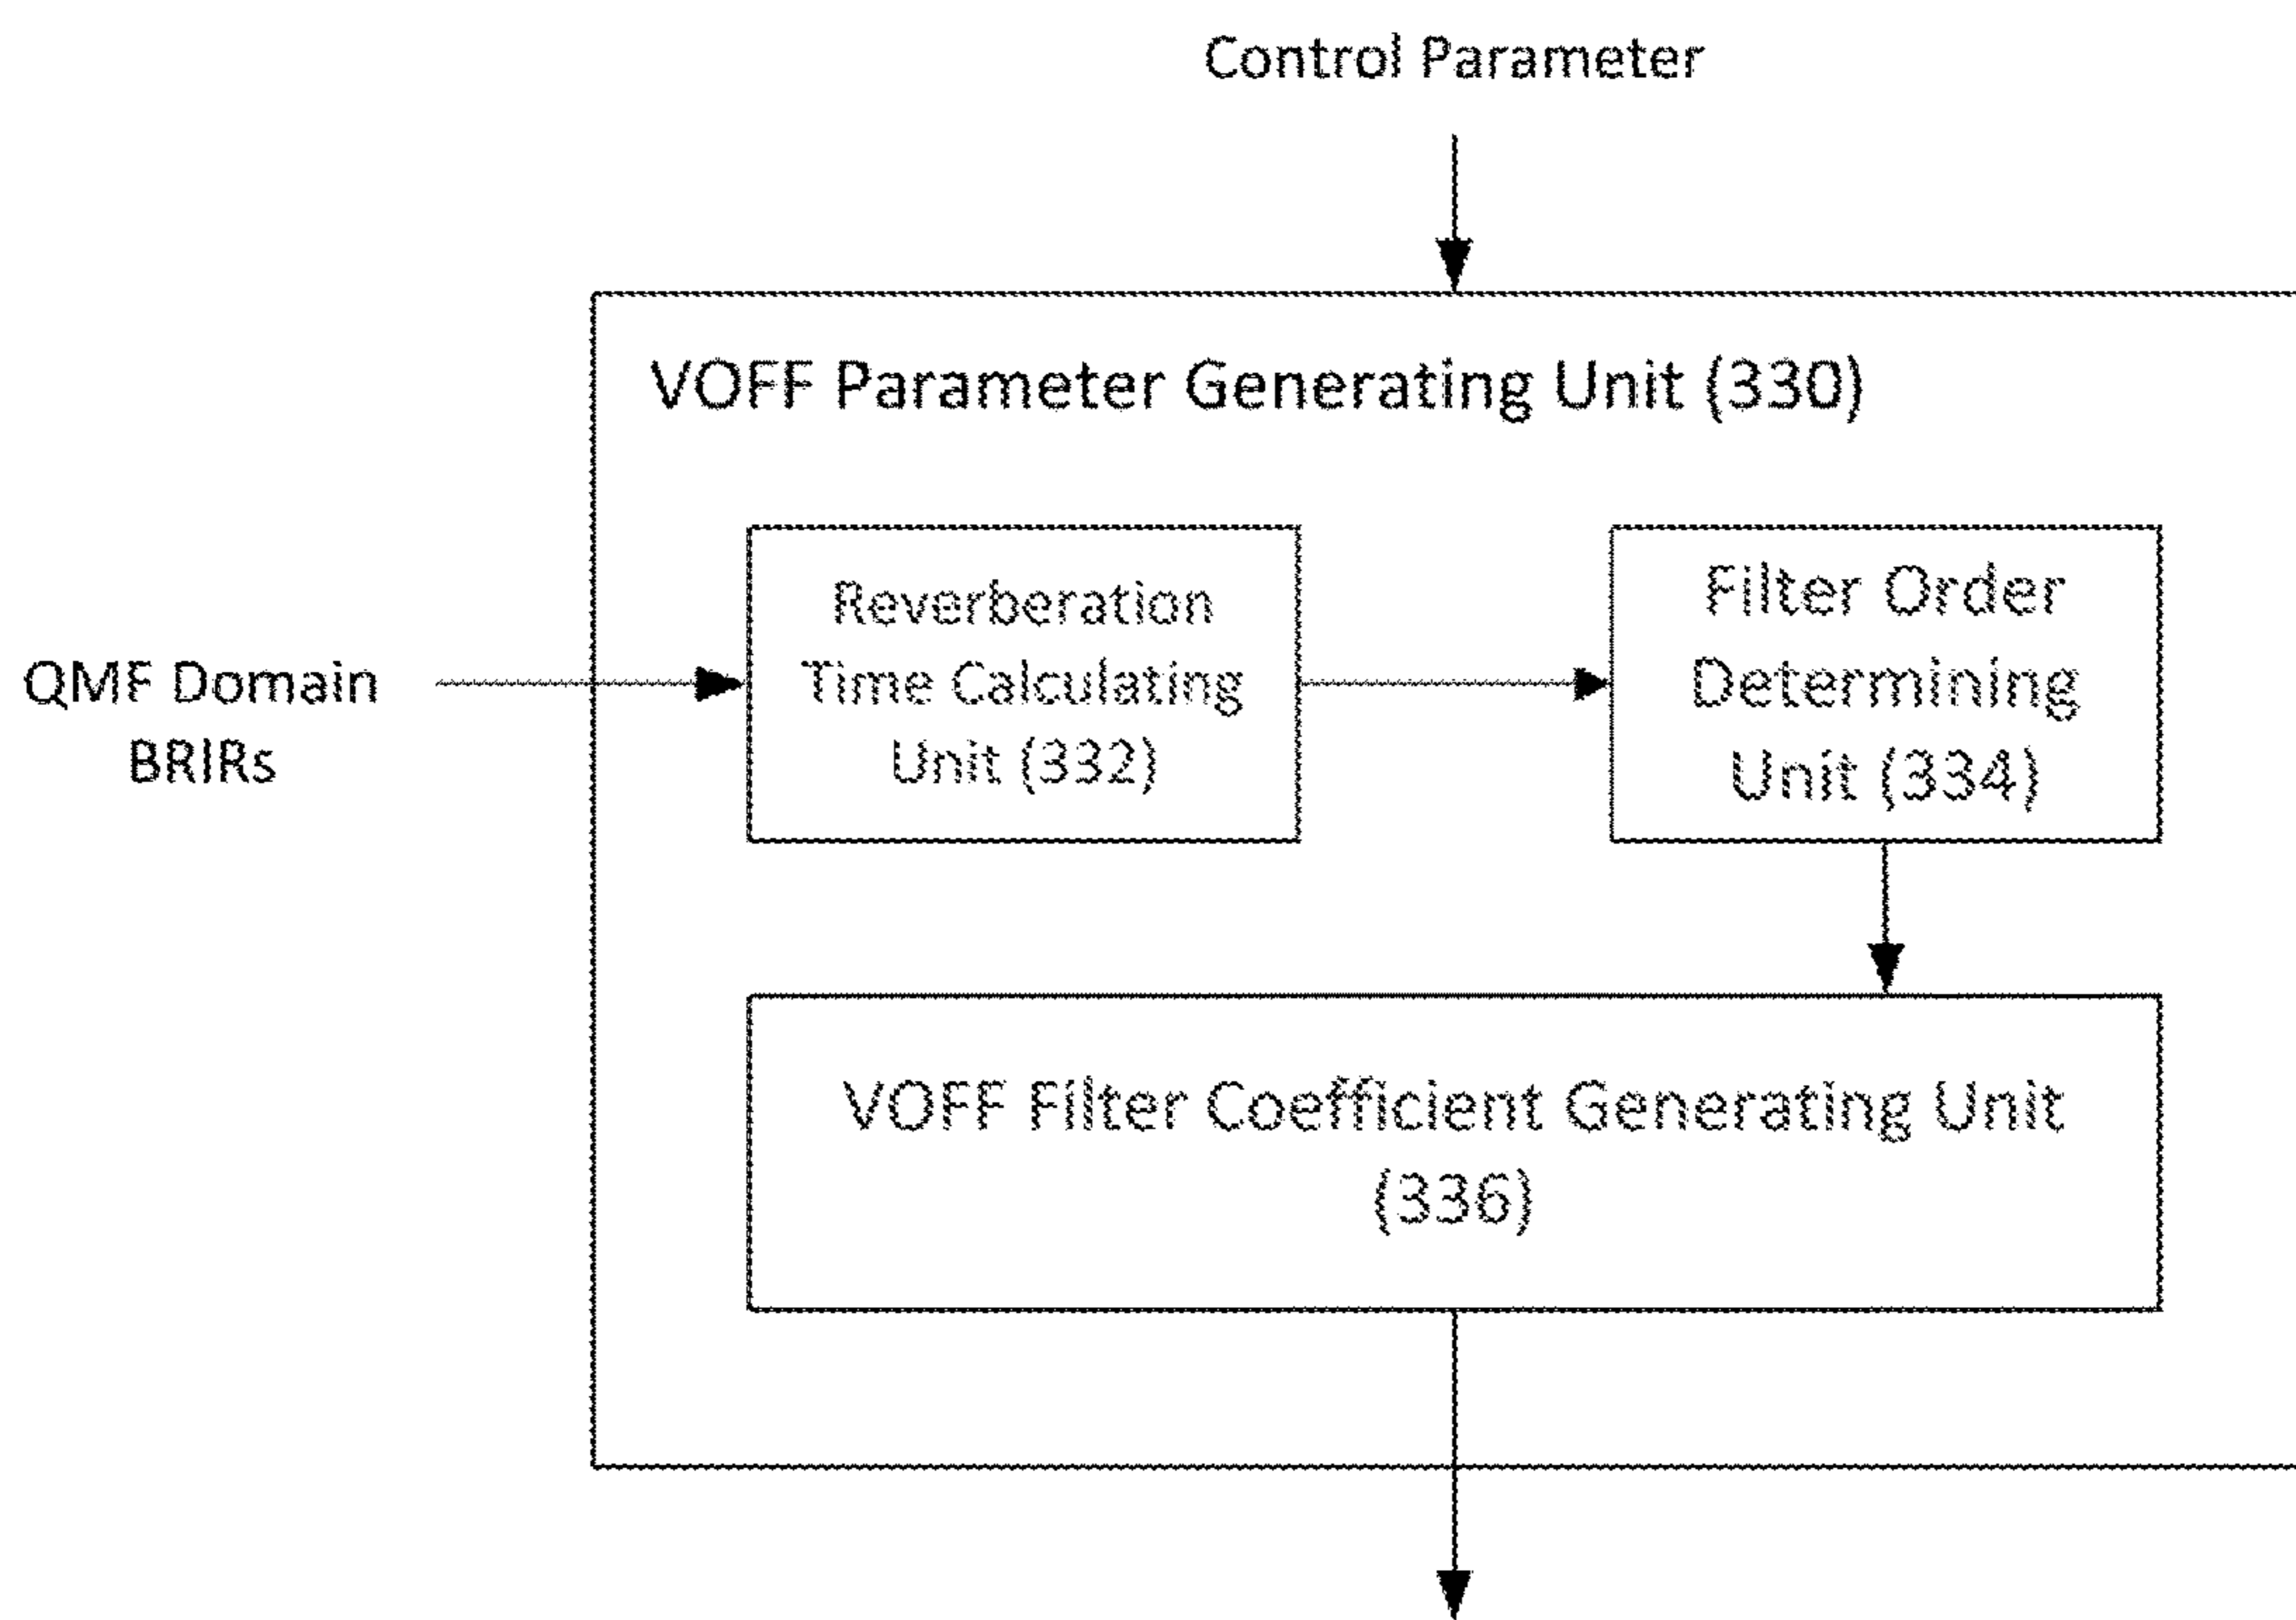 Control Parameter
VOFF Parameter Generating Unit (330)
QMF Domain
BRIRs
Reverberation
Time Calculating
Unit (332)
Filter Order
Determining
Unit (334)
VOFF Filter Coefficient Generating Unit
(336)